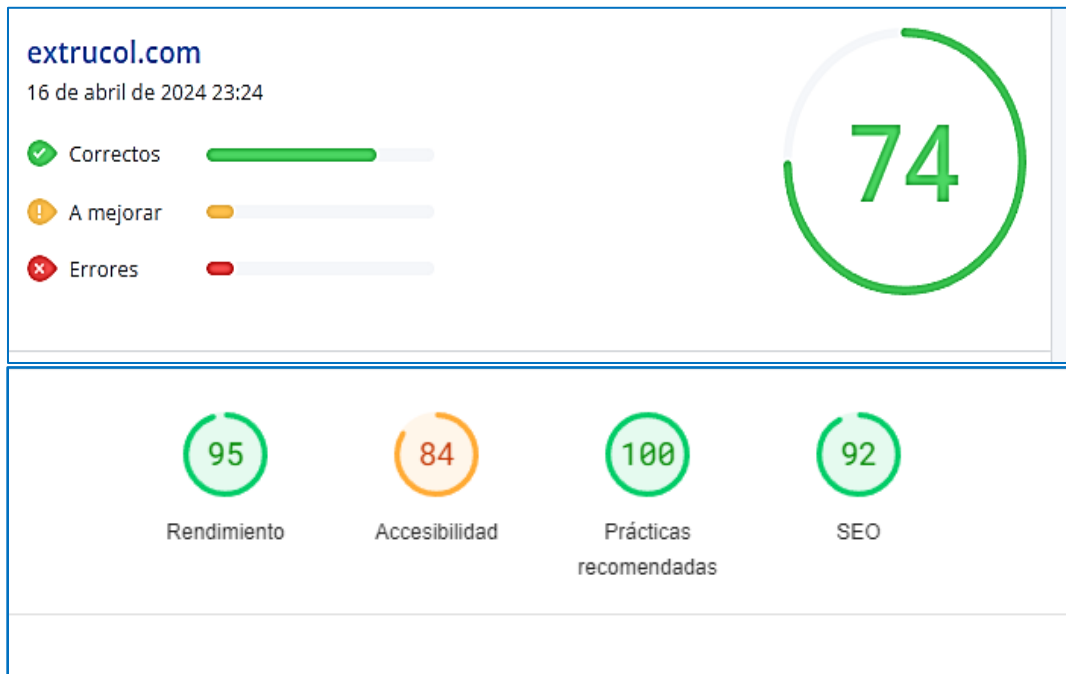 extrucol.com
16 de abril de 2024 23:24
Correctos
A mejorar
Errores
74
95
84
100
92
Rendimiento
Accesibilidad
Prácticas
recomendadas
SEO